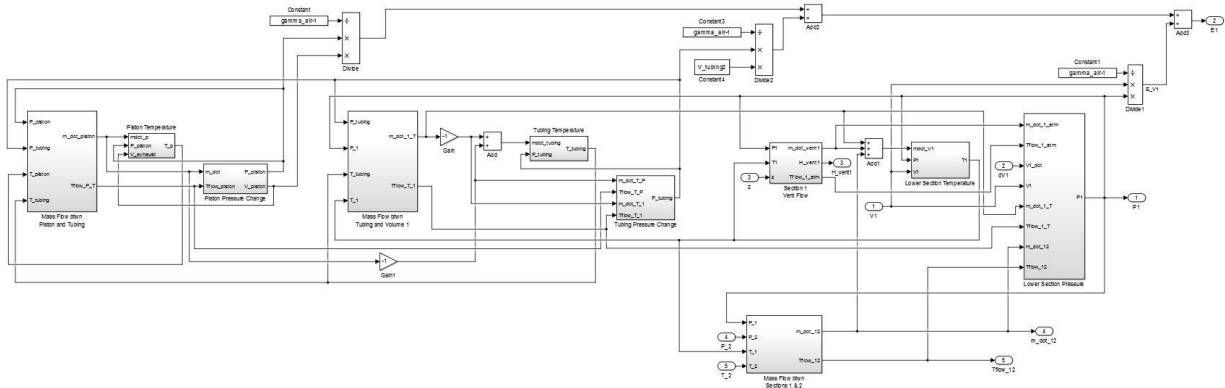 Constant
gamma_air-1
Divide
Constant3
gamma_air-1
V_tubing2
Constant4
Divide2
Add2
Add3
2
E1
Constant1
gamma_air-1
E_V1
Divide1
P_piston
P_tubing
T_piston
T_tubing
m_dot_piston
Tflow_P_T
Mass Flow btwn
Piston and Tubing
Piston Temperature
mdot_p
P_piston
V_exhaust
T_p
m_dot
Tflow_piston
P_piston
V_piston
Piston Pressure Change
P_tubing
P_1
T_tubing
T_1
m_dot_1_T
Tflow_T_1
Mass Flow btwn
Tubing and Volume 1
-1
Gain
-1
Gain1
Add
Tubing Temperature
mdot_tubing
P_tubing
T_tubing
m_dot_T_P
Tflow_T_P
m_dot_T_1
Tflow_T_1
P_tubing
Tubing Pressure Change
3
z
P1
T1
z
m_dot_vent1
H_vent1
Tflow_1_atm
Section 1
Vent Flow
3
H_vent1
Add1
mdot_V1
P1
V1
T1
Lower Section Temperature
1
V1
2
dV1
m_dot_1_atm
Tflow_1_atm
V1_dot
V1
m_dot_1_T
Tflow_1_T
m_dot_12
Tflow_12
P1
Lower Section Pressure
1
P1
4
P_2
5
T_2
P_1
P_2
T_1
T_2
m_dot_12
Tflow_12
Mass Flow btwn
Sections 1 & 2
4
m_dot_12
5
Tflow_12